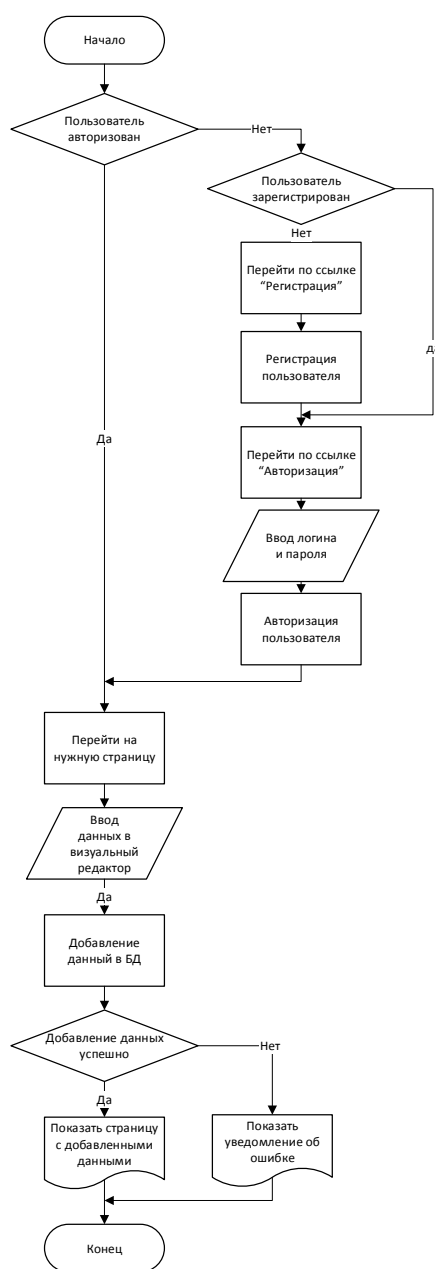 Начало
Пользователь
авторизован
Нет
Пользователь
зарегистрирован
Нет
Перейти по ссылке
“Регистрация”
Регистрация
пользователя
да
Перейти по ссылке
“Авторизация”
Да
Ввод логина
и пароля
Авторизация
пользователя
Перейти на
нужную страницу
Ввод
данных в
визуальный
редактор
Да
Добавление
данный в БД
Добавление данных
успешно
Нет
Да
Показать страницу
с добавленными
данными
Показать
уведомление об
ошибке
Конец